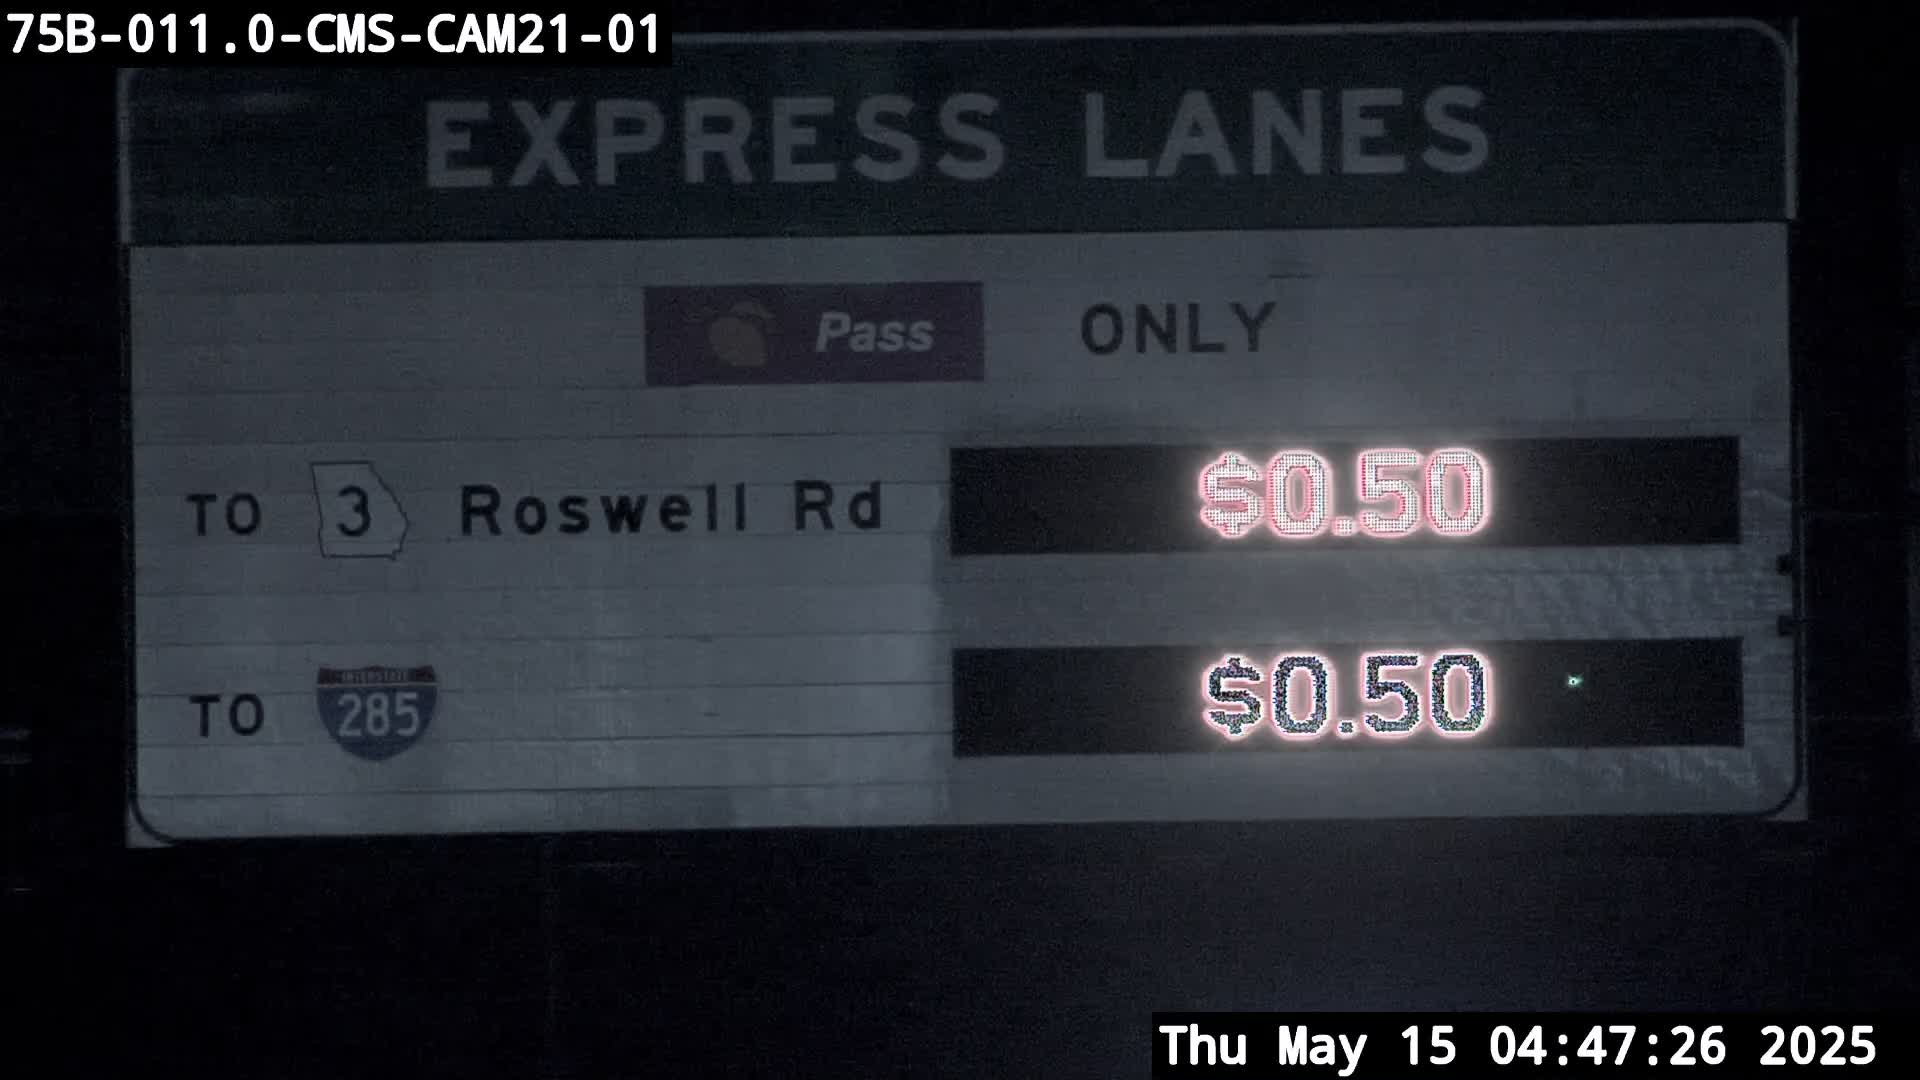 75B-011.0-CMS-CAM21-01
EXPRESS LANES
Pass ONLY
TO 3 Roswell Rd $0.50
TO INTERSTATE 285 $0.50
Thu May 15 04:47:26 2025